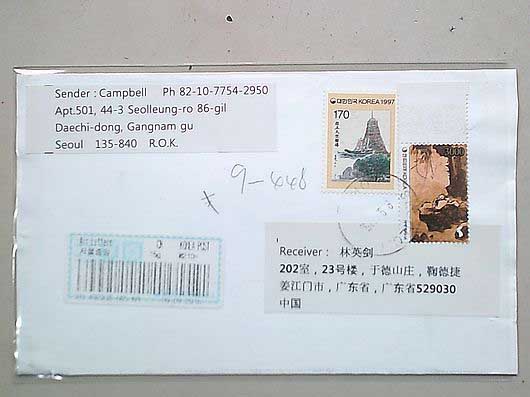 Sender : Campbell Ph 82-10-7754-2950
Apt.501, 44-3 Seolleung-ro 86-gil
Daechi-dong, Gangnam gu
Seoul 135-840 R.O.K.
대한민국 KOREA 1997
170
9-448
KOREA POST
Receiver : 林英剑
202室，23号楼，于德山庄，鞠德捷
姜江门市，广东省，广东省529030
中国